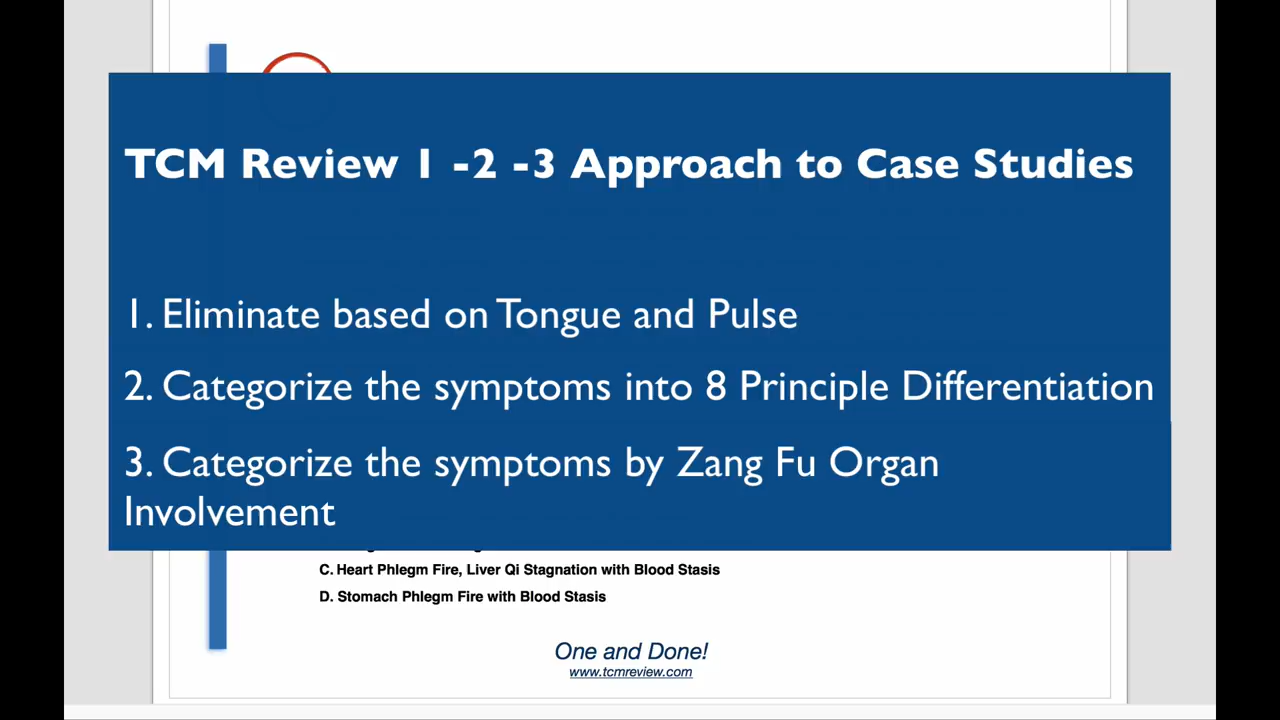 TCM Review 1 -2 -3 Approach to Case Studies
1. Eliminate based on Tongue and Pulse
2. Categorize the symptoms into 8 Principle Differentiation
3. Categorize the symptoms by Zang Fu Organ
Involvement
C. Heart Phlegm Fire, Liver Qi Stagnation with Blood Stasis
D. Stomach Phlegm Fire with Blood Stasis
One and Done!
www.tcmreview.com